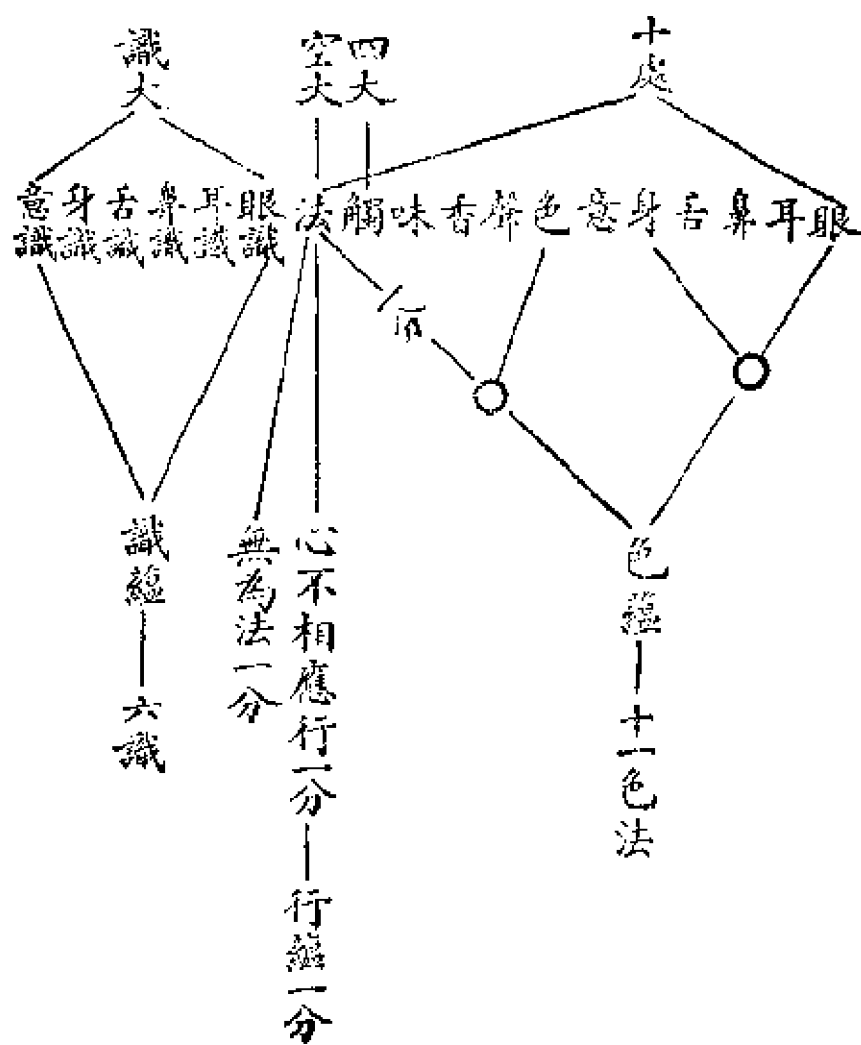 十處
四大
空大
識大
眼
耳
鼻
舌
身
意
色
聲
香
味
觸
法
眼識
耳識
鼻識
舌識
身識
意識
色蘊
十一色法
心不相應行一分
行蘊一分
無為法一分
識蘊
六識